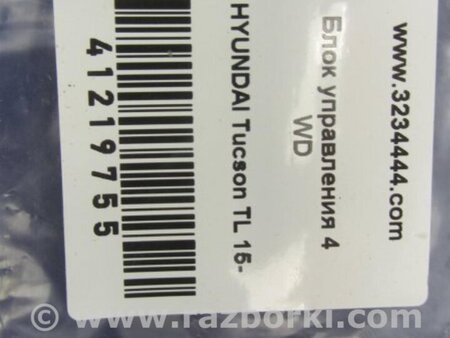 www.3234444.com
Блок управления 4
WD
HYUNDAI Tucson TL 15-
41219755
© www.razborki.com